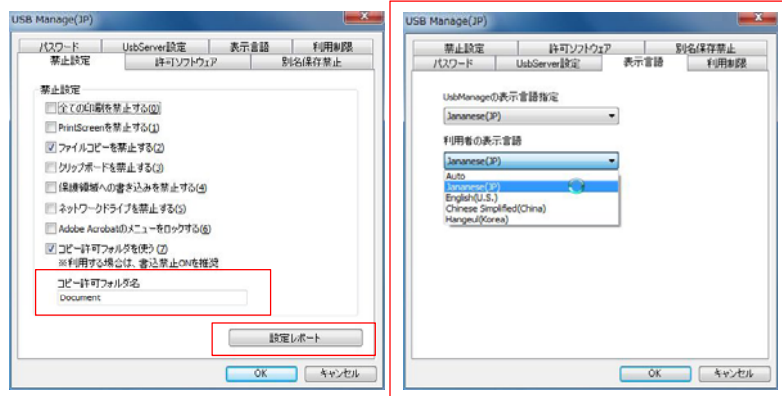 USB Manage(JP)
パスワード
UsbServer設定
表示言語
利用制限
禁止設定
許可ソフトウェア
別名保存禁止
禁止設定
全ての印刷を禁止する(0)
PrintScreenを禁止する(1)
ファイルコピーを禁止する(2)
クリップボードを禁止する(3)
保護領域への書き込みを禁止する(4)
ネットワークドライブを禁止する(5)
Adobe Acrobatのメニューをロックする(6)
コピー許可フォルダを使う(7)
※利用する場合は、書込禁止ONを推奨
コピー許可フォルダ名
Document
設定レポート
OK
キャンセル
USB Manage(JP)
禁止設定
許可ソフトウェア
別名保存禁止
パスワード
UsbServer設定
表示言語
利用制限
UsbManageの表示言語指定
Jananese(JP)
利用者の表示言語
Jananese(JP)
Auto
Jananese(JP)
English(U.S.)
Chinese Simplified(China)
Hangeul(Korea)
OK
キャンセル